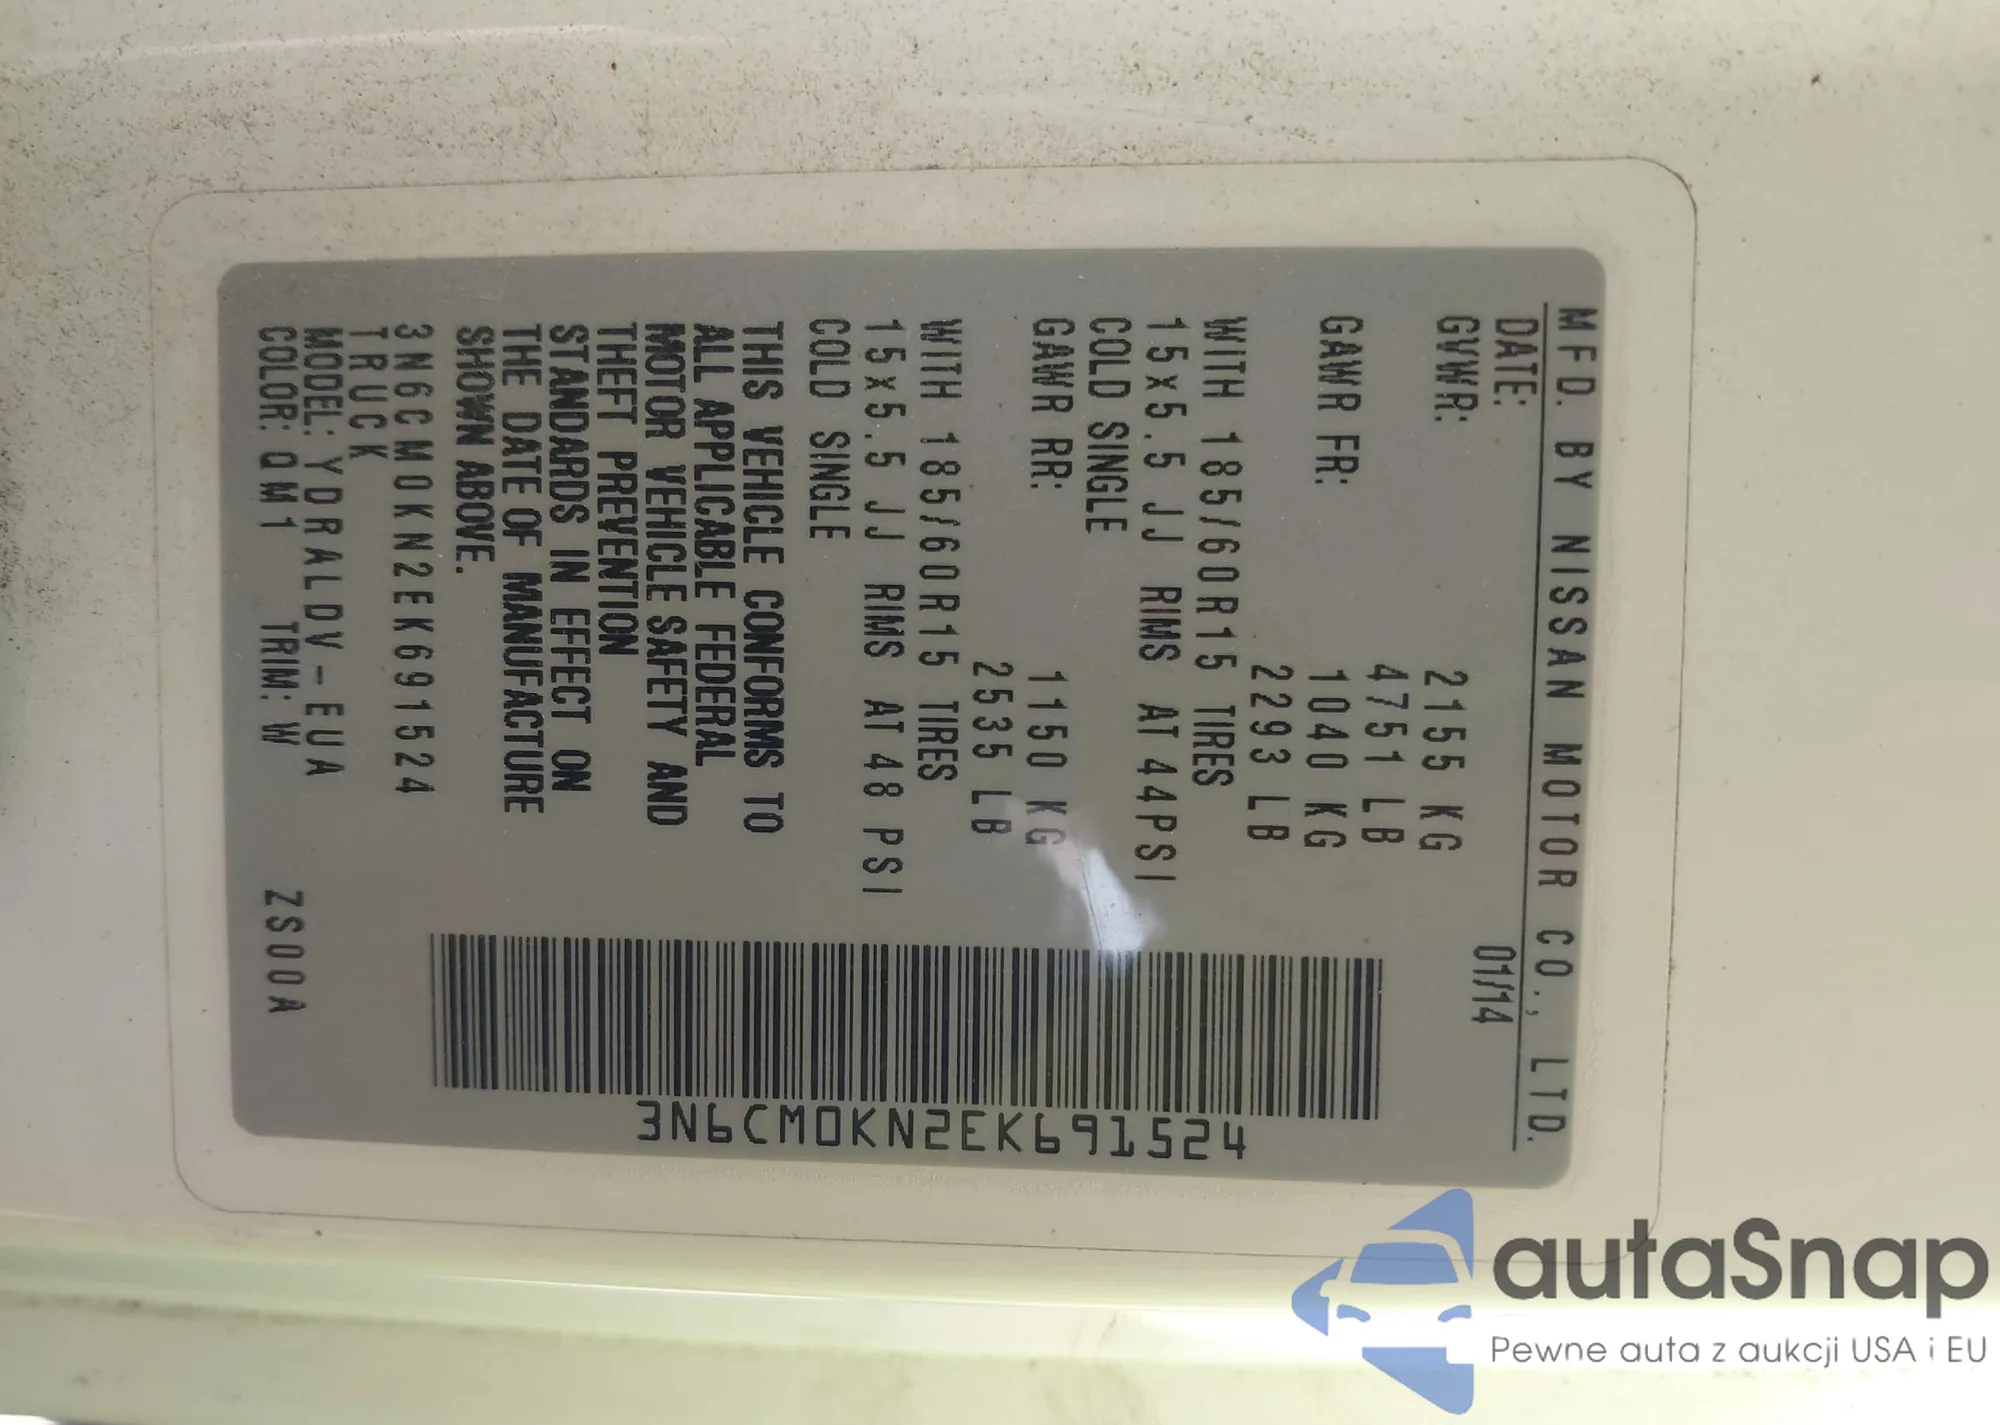 MFD. BY NISSAN MOTOR CO., LTD.
DATE: 01/14
GVWR: 2155 KG
4751 LB
GAWR FR: 1040 KG
2293 LB
WITH 185/60R15 TIRES
15x5.5 JJ RIMS AT 44PSI
COLD SINGLE
GAWR RR: 1150 KG
2535 LB
WITH 185/60R15 TIRES
15x5.5 JJ RIMS AT 48 PSI
COLD SINGLE
THIS VEHICLE CONFORMS TO
ALL APPLICABLE FEDERAL
MOTOR VEHICLE SAFETY AND
THEFT PREVENTION
STANDARDS IN EFFECT ON
THE DATE OF MANUFACTURE
SHOWN ABOVE.
3N6CM0KN2EK691524
TRUCK
MODEL: YDRALDV-EUA
COLOR: QM1 TRIM: W ZS00A
3N6CM0KN2EK691524
autaSnap
Pewne auta z aukcji USA i EU